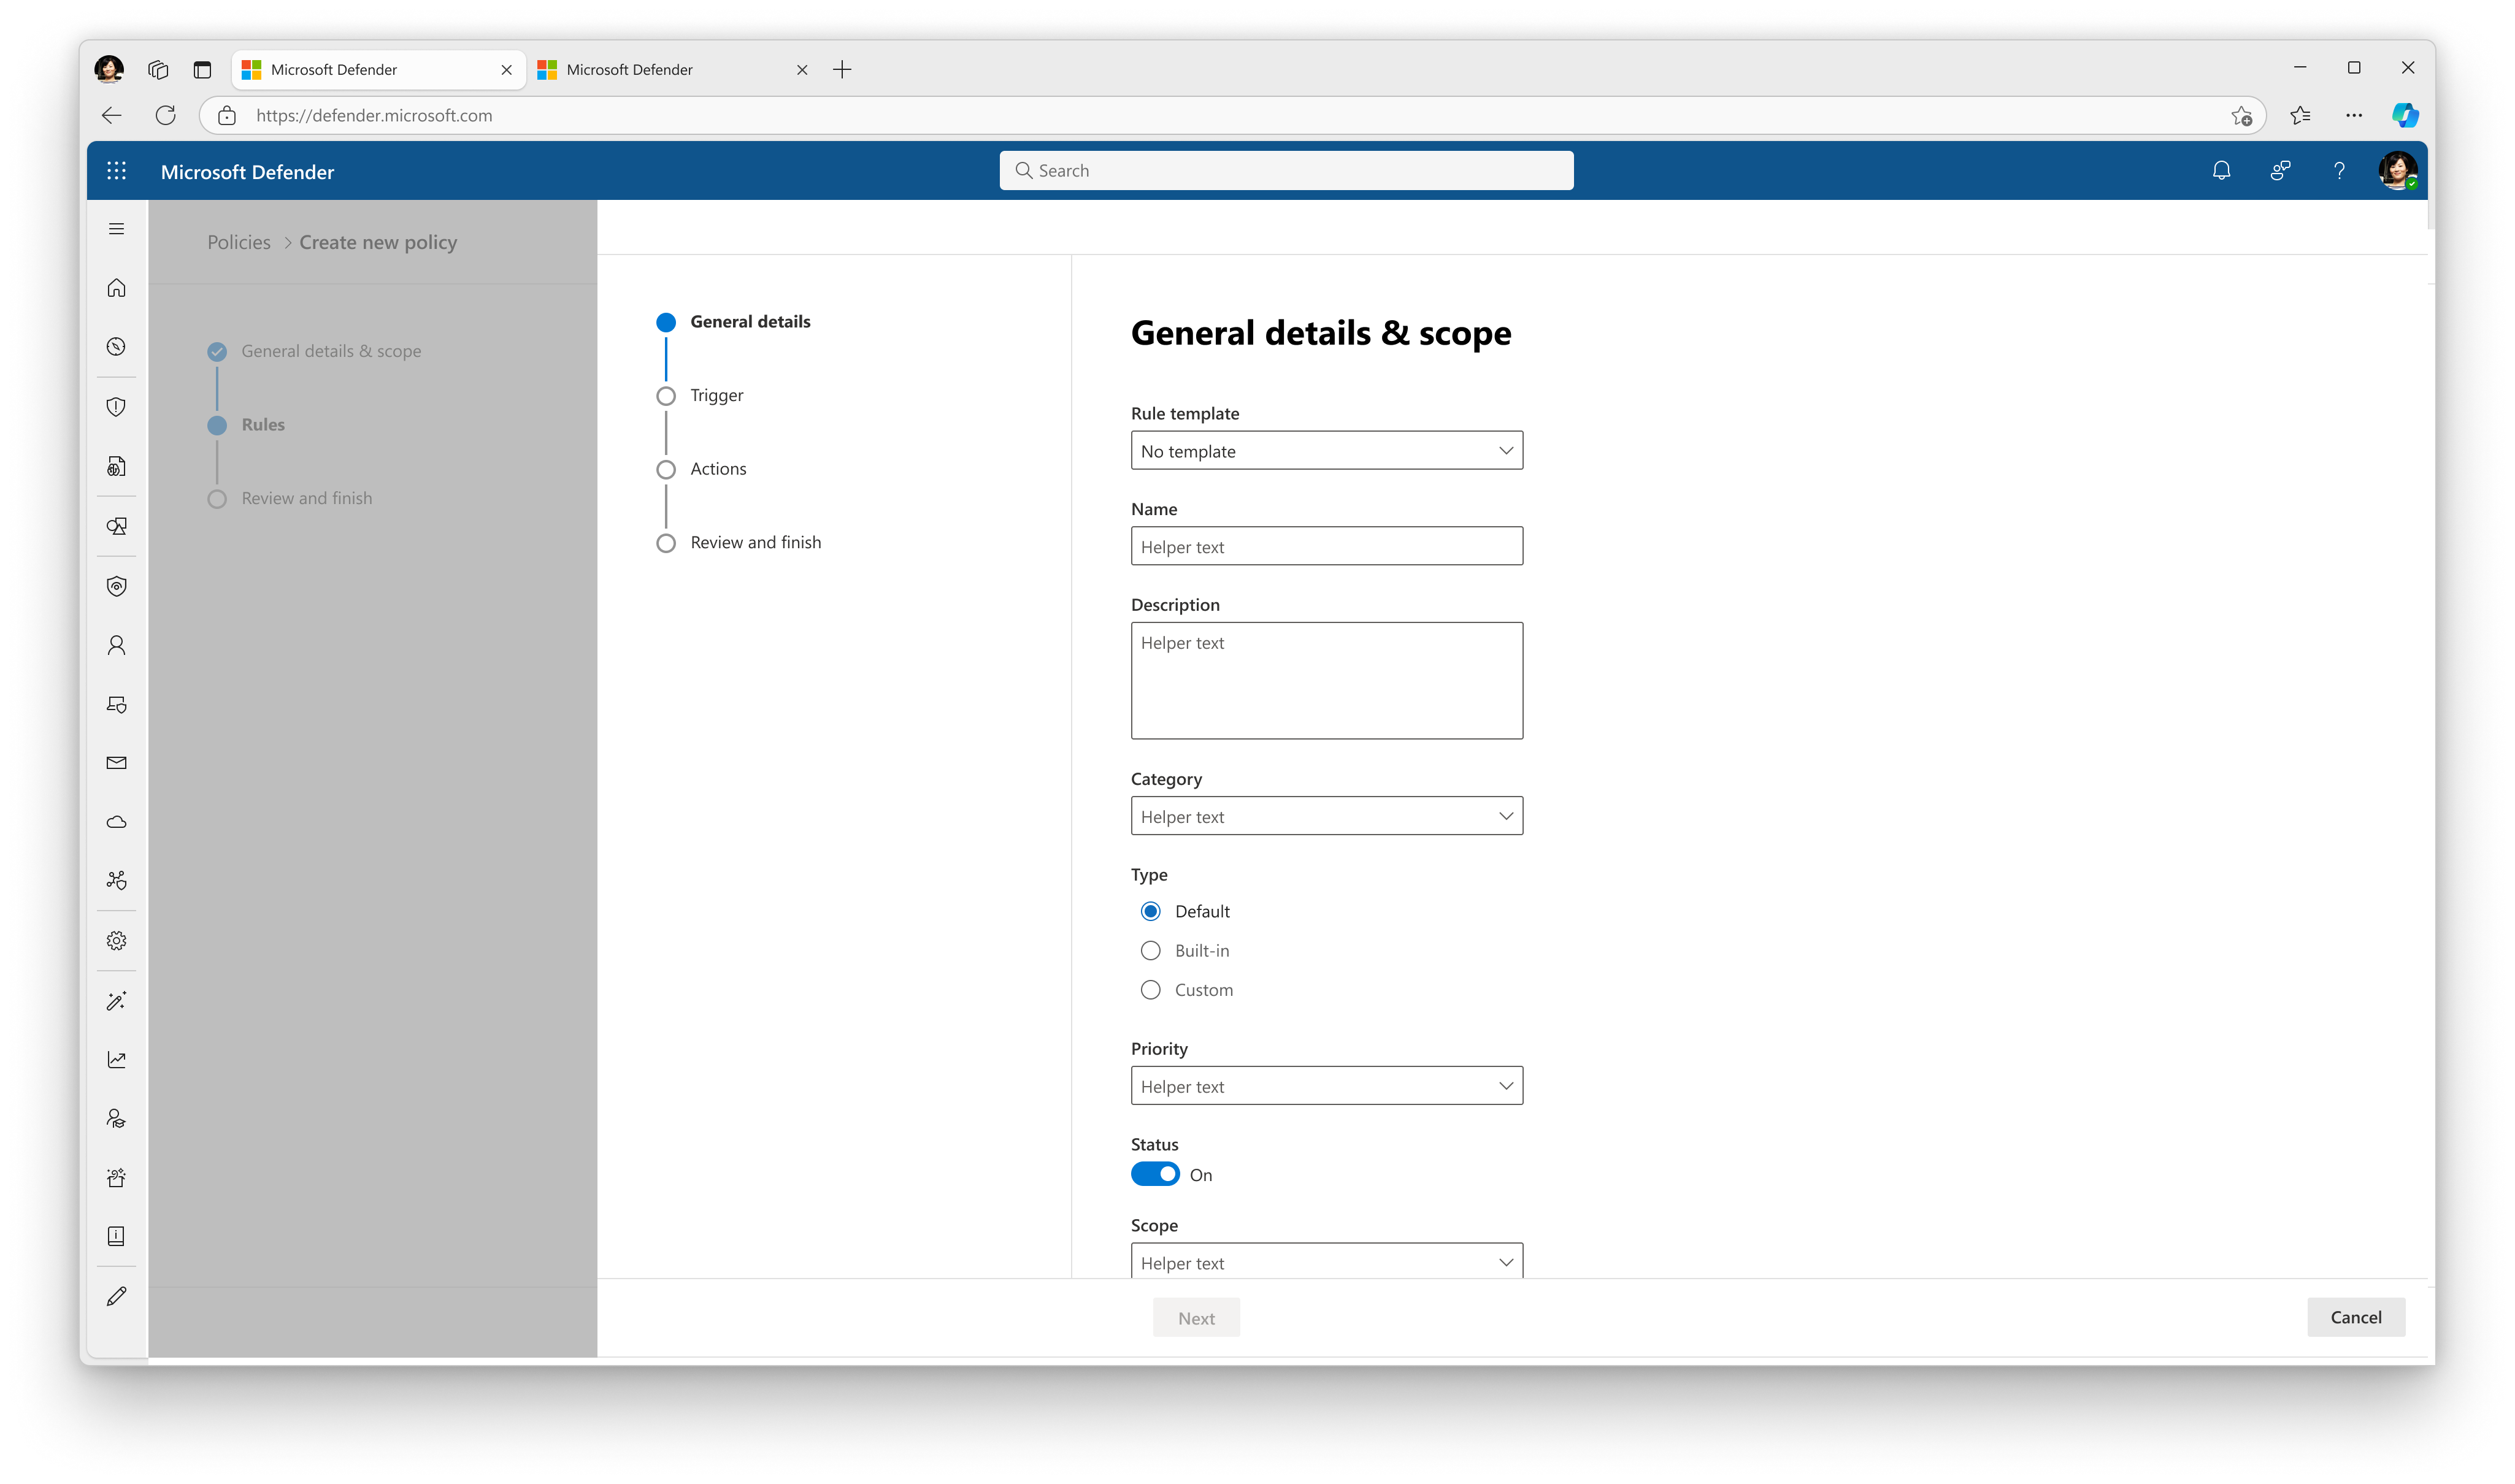 Microsoft Defender
Microsoft Defender
https://defender.microsoft.com
Microsoft Defender
Search
Policies
Create new policy
General details & scope
Rules
Review and finish
General details
Trigger
Actions
Review and finish
General details & scope
Rule template
No template
Name
Helper text
Description
Helper text
Category
Helper text
Type
Default
Built-in
Custom
Priority
Helper text
Status
On
Scope
Helper text
Next
Cancel